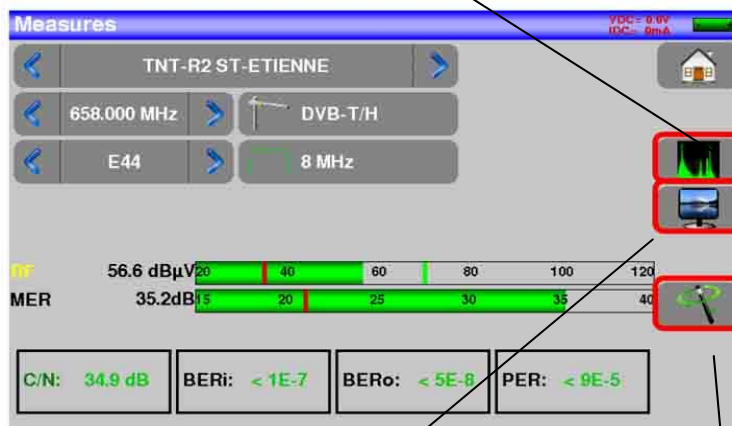 Measures
VDC= 0.0V
IDC= 0mA
TNT-R2 ST-ETIENNE
658.000 MHz DVB-T/H
E44 8 MHz
RF 56.6 dBµV 20 40 60 80 100 120
MER 35.2dB 15 20 25 30 35 40
C/N: 34.9 dB BERi: < 1E-7 BERo: < 5E-8 PER: < 9E-5